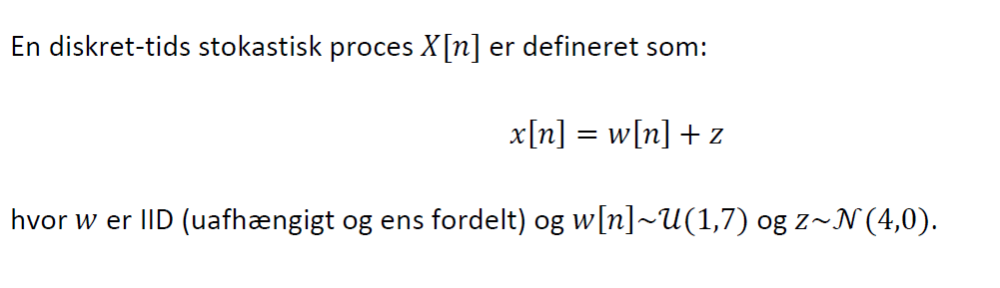 En diskret-tids stokastisk proces X[n] er defineret som:
x[n] = w[n] + z
hvor w er IID (uafhængigt og ens fordelt) og w[n]~𝒰(1,7) og z~𝒩(4,0).